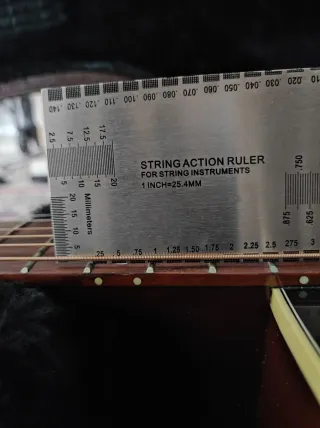 .140 .130 .120 .110 .100 .090 .080 .070 .060 .050 .040 .030 .020 .010
2.5 7.5 12.5 17.5
5 10 15 20
STRING ACTION RULER
FOR STRING INSTRUMENTS
1 INCH=25.4MM
.750
.875 .625
Millimeters
20 15 10 5
.25 .5 .75 1 1.25 1.50 1.75 2 2.25 2.5 275 3